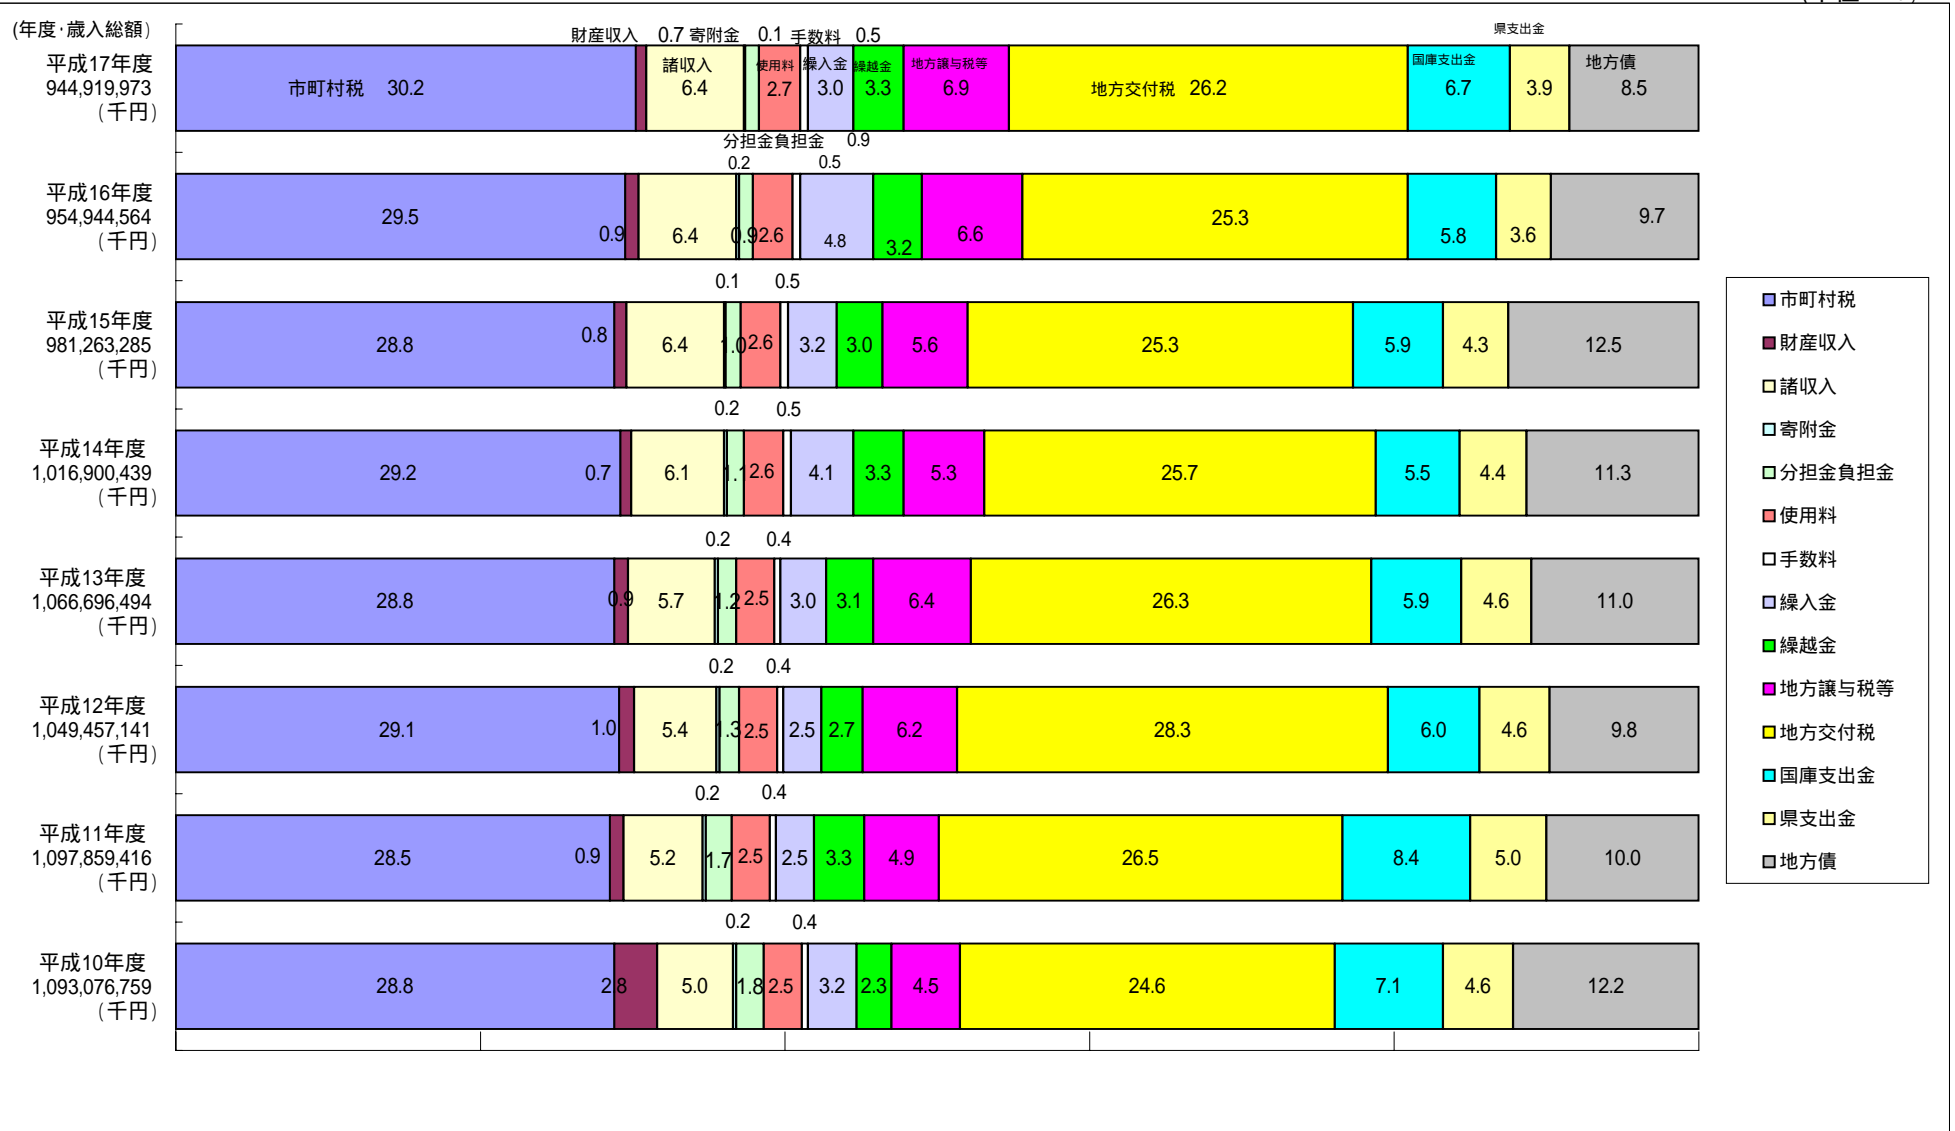 (年度·歳入総額)
財産収入 0.7 寄附金 0.1 手数料 0.5
県支出金
平成17年度
944,919,973
(千円)
市町村税 30.2
諸収入
6.4
使用料
2.7
繰入金
3.0
繰越金
3.3
地方譲与税等
6.9
地方交付税 26.2
国庫支出金
6.7
3.9
地方債
8.5
分担金負担金 0.9
0.2 0.5
平成16年度
954,944,564
(千円)
29.5 0.9 6.4 0.9 2.6 4.8 3.2 6.6 25.3 5.8 3.6 9.7
0.1 0.5
平成15年度
981,263,285
(千円)
28.8 0.8 6.4 1.0 2.6 3.2 3.0 5.6 25.3 5.9 4.3 12.5
0.2 0.5
平成14年度
1,016,900,439
(千円)
29.2 0.7 6.1 1.1 2.6 4.1 3.3 5.3 25.7 5.5 4.4 11.3
0.2 0.4
平成13年度
1,066,696,494
(千円)
28.8 0.9 5.7 1.2 2.5 3.0 3.1 6.4 26.3 5.9 4.6 11.0
0.2 0.4
平成12年度
1,049,457,141
(千円)
29.1 1.0 5.4 1.3 2.5 2.5 2.7 6.2 28.3 6.0 4.6 9.8
0.2 0.4
平成11年度
1,097,859,416
(千円)
28.5 0.9 5.2 1.7 2.5 2.5 3.3 4.9 26.5 8.4 5.0 10.0
0.2 0.4
平成10年度
1,093,076,759
(千円)
28.8 2.8 5.0 1.8 2.5 3.2 2.3 4.5 24.6 7.1 4.6 12.2
市町村税
財産収入
諸収入
寄附金
分担金負担金
使用料
手数料
繰入金
繰越金
地方譲与税等
地方交付税
国庫支出金
県支出金
地方債